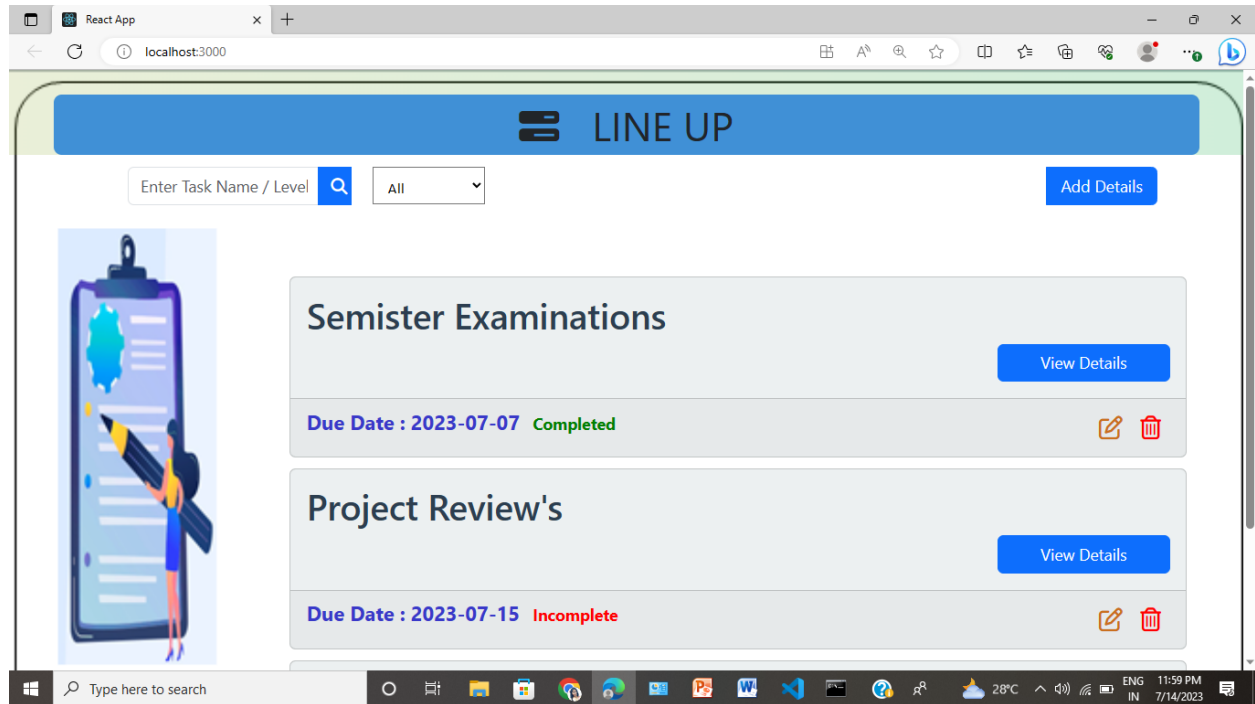 React App
localhost:3000
LINE UP
Enter Task Name / Level
All
Add Details
Semister Examinations
View Details
Due Date : 2023-07-07 Completed
Project Review's
View Details
Due Date : 2023-07-15 Incomplete
Type here to search
28°C
ENG 11:59 PM
IN 7/14/2023